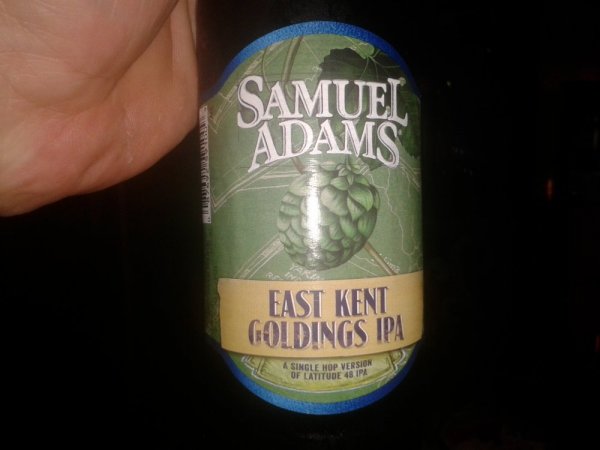 SAMUEL
ADAMS
EAST KENT
GOLDINGS IPA
A SINGLE HOP VERSION
OF LATITUDE 48 IPA